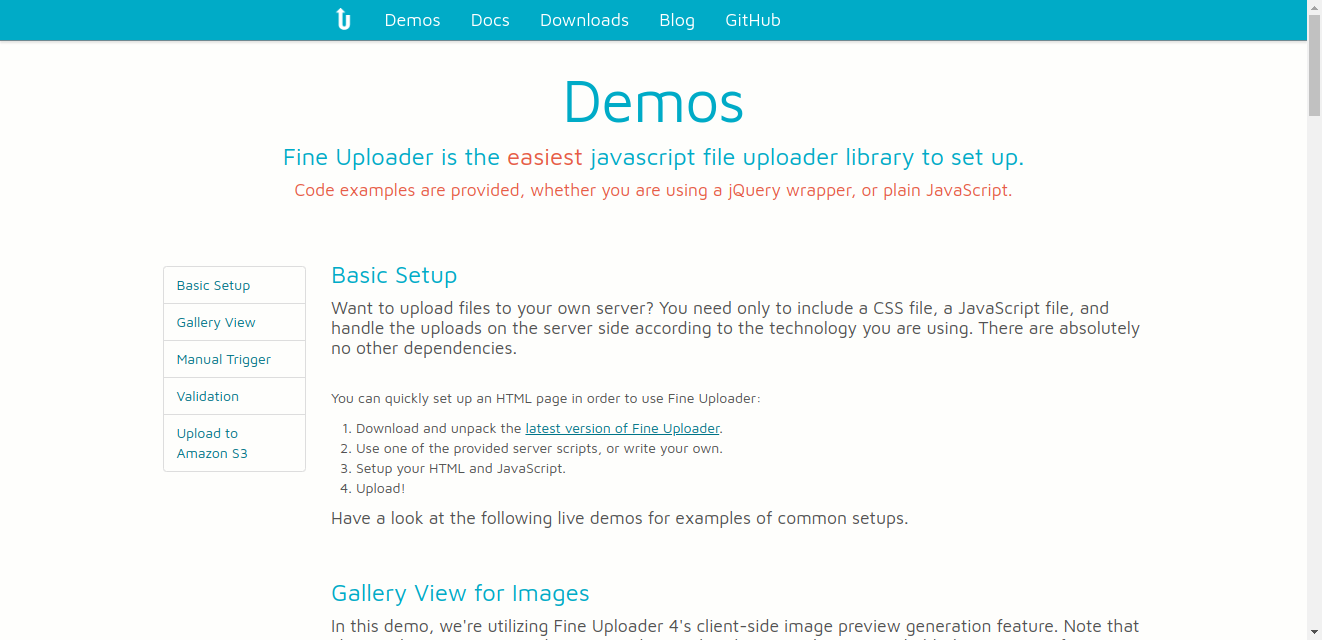 Demos Docs Downloads Blog GitHub
Demos
Fine Uploader is the easiest javascript file uploader library to set up.
Code examples are provided, whether you are using a jQuery wrapper, or plain JavaScript.
Basic Setup
Gallery View
Manual Trigger
Validation
Upload to
Amazon S3
Basic Setup
Want to upload files to your own server? You need only to include a CSS file, a JavaScript file, and
handle the uploads on the server side according to the technology you are using. There are absolutely
no other dependencies.
You can quickly set up an HTML page in order to use Fine Uploader:
1. Download and unpack the latest version of Fine Uploader.
2. Use one of the provided server scripts, or write your own.
3. Setup your HTML and JavaScript.
4. Upload!
Have a look at the following live demos for examples of common setups.
Gallery View for Images
In this demo, we're utilizing Fine Uploader 4's client-side image preview generation feature. Note that